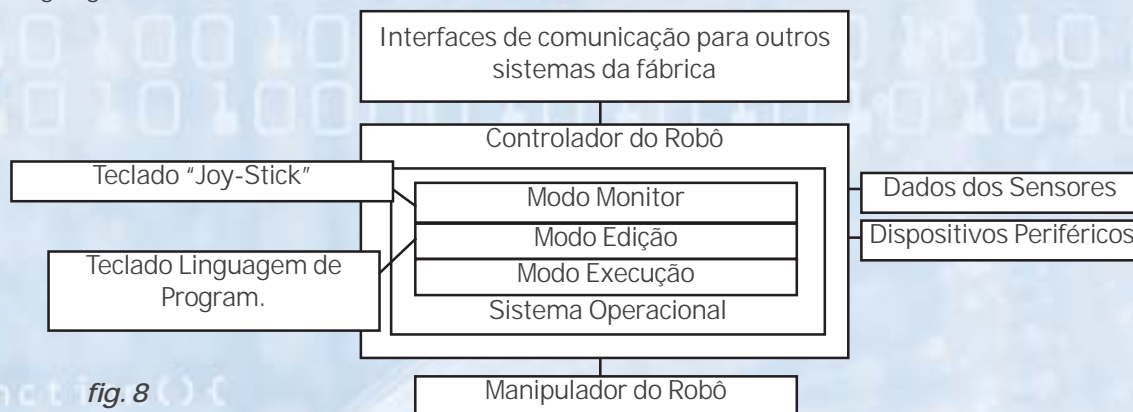 Interfaces de comunicação para outros
sistemas da fábrica
Controlador do Robô
Teclado “Joy-Stick”
Modo Monitor
Dados dos Sensores
Modo Edição
Dispositivos Periféricos
Teclado Linguagem de
Program.
Modo Execução
Sistema Operacional
fig. 8
Manipulador do Robô